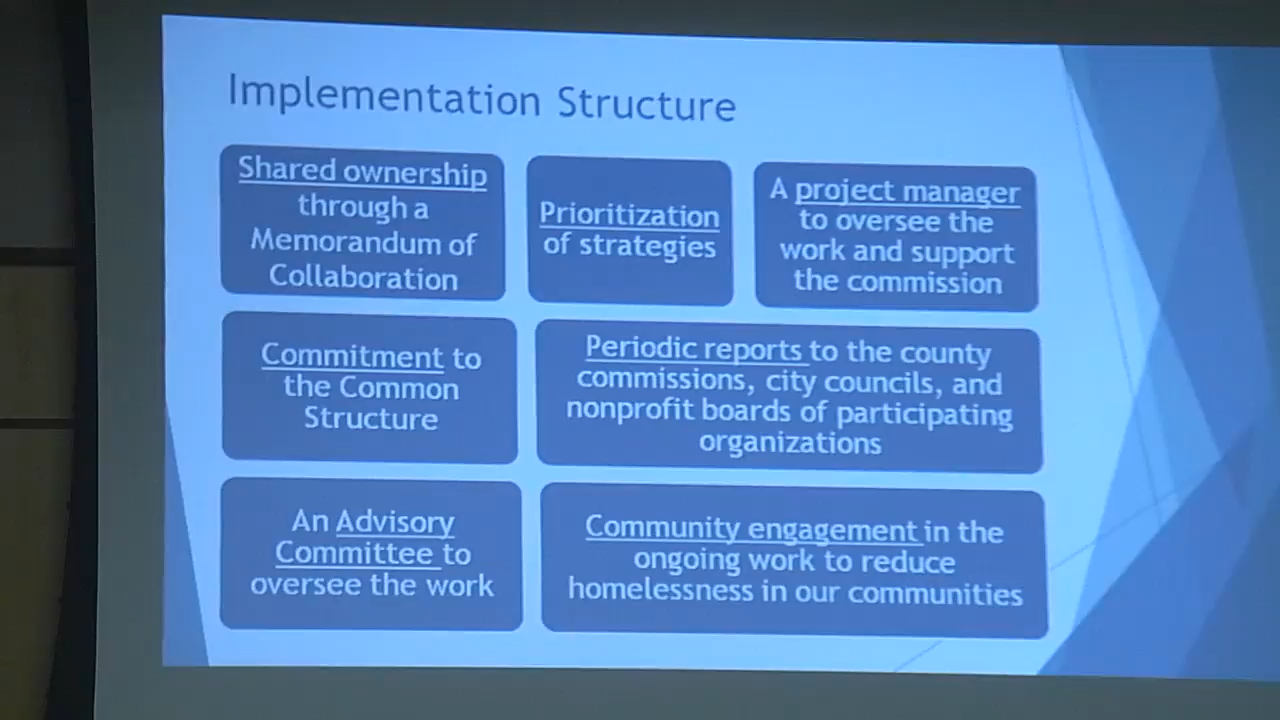 Implementation Structure
Shared ownership
through a
Memorandum of
Collaboration
Prioritization
of strategies
A project manager
to oversee the
work and support
the commission
Commitment to
the Common
Structure
Periodic reports to the county
commissions, city councils, and
nonprofit boards of participating
organizations
An Advisory
Committee to
oversee the work
Community engagement in the
ongoing work to reduce
homelessness in our communities